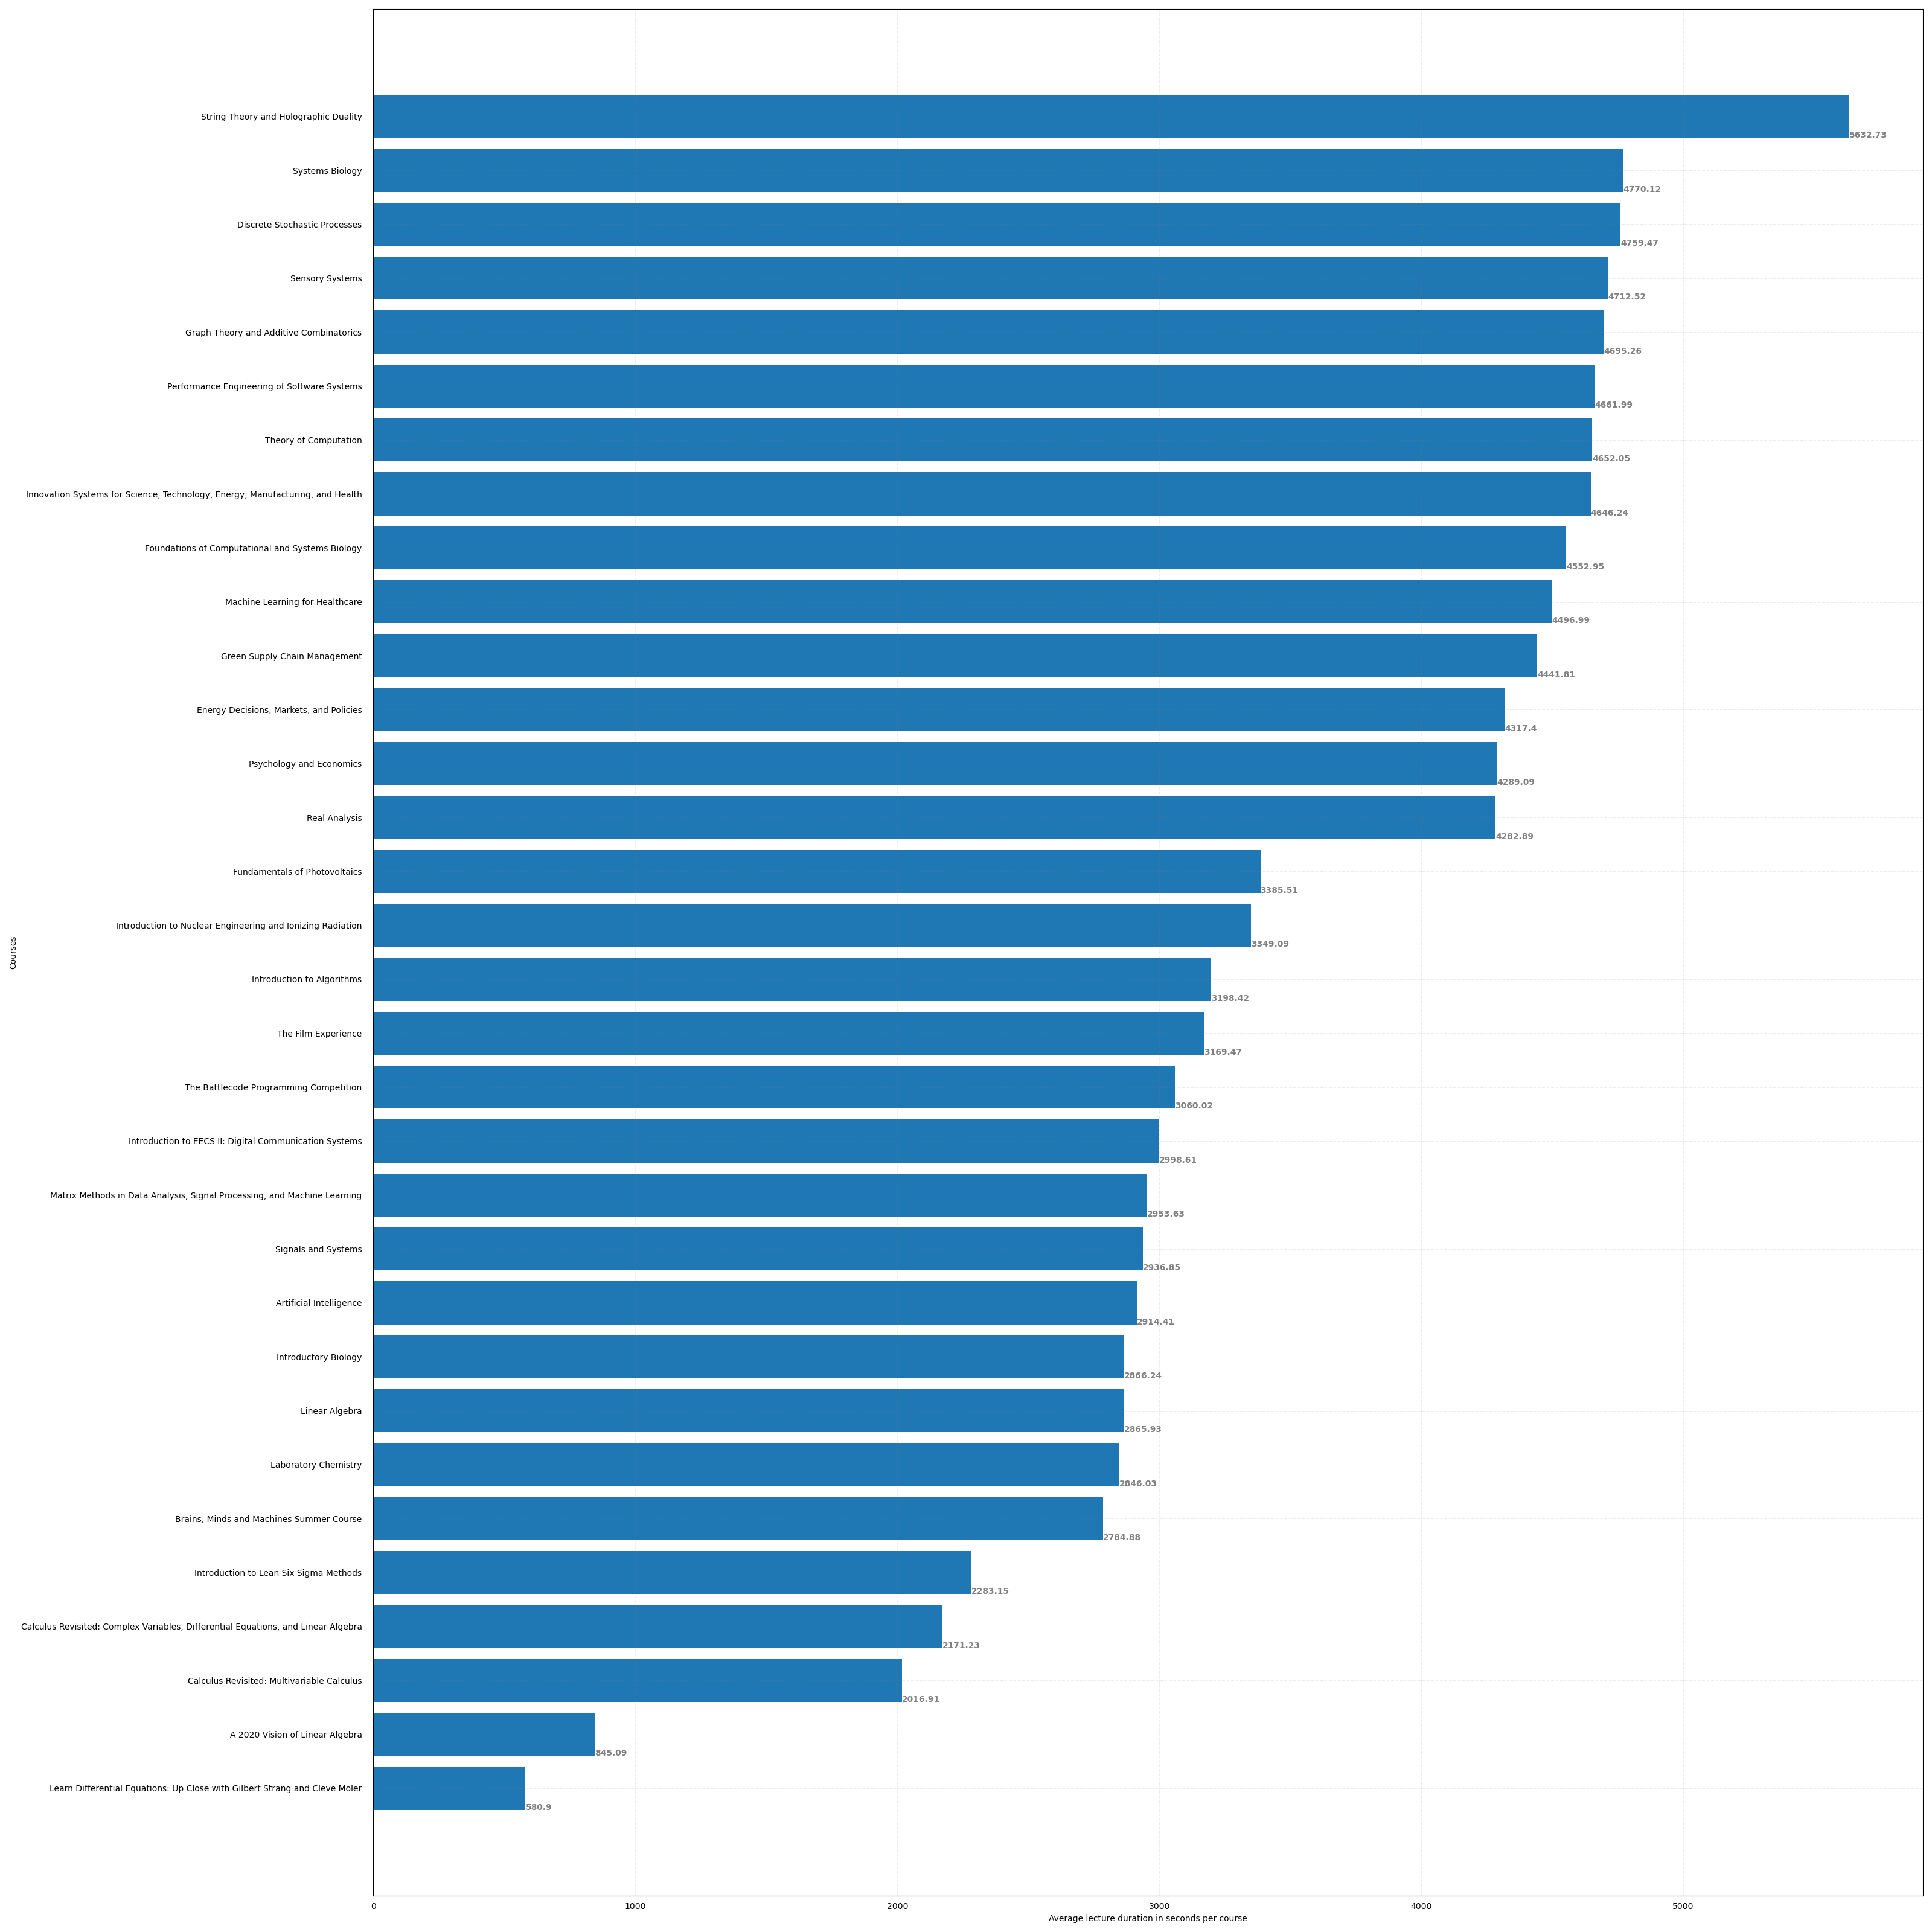 String Theory and Holographic Duality
5632.73
Systems Biology
4770.12
Discrete Stochastic Processes
4759.47
Sensory Systems
4712.52
Graph Theory and Additive Combinatorics
4695.26
Performance Engineering of Software Systems
4661.99
Theory of Computation
4652.05
Innovation Systems for Science, Technology, Energy, Manufacturing, and Health
4646.24
Foundations of Computational and Systems Biology
4552.95
Machine Learning for Healthcare
4496.99
Green Supply Chain Management
4441.81
Energy Decisions, Markets, and Policies
4317.4
Psychology and Economics
4289.09
Real Analysis
4282.89
Fundamentals of Photovoltaics
3385.51
Introduction to Nuclear Engineering and Ionizing Radiation
3349.09
Courses
Introduction to Algorithms
3198.42
The Film Experience
3169.47
The Battlecode Programming Competition
3060.02
Introduction to EECS II: Digital Communication Systems
2998.61
Matrix Methods in Data Analysis, Signal Processing, and Machine Learning
2953.63
Signals and Systems
2936.85
Artificial Intelligence
2914.41
Introductory Biology
2866.24
Linear Algebra
2865.93
Laboratory Chemistry
2846.03
Brains, Minds and Machines Summer Course
2784.88
Introduction to Lean Six Sigma Methods
2283.15
Calculus Revisited: Complex Variables, Differential Equations, and Linear Algebra
2171.23
Calculus Revisited: Multivariable Calculus
2016.91
A 2020 Vision of Linear Algebra
845.09
Learn Differential Equations: Up Close with Gilbert Strang and Cleve Moler
580.9
0 1000 2000 3000 4000 5000
Average lecture duration in seconds per course